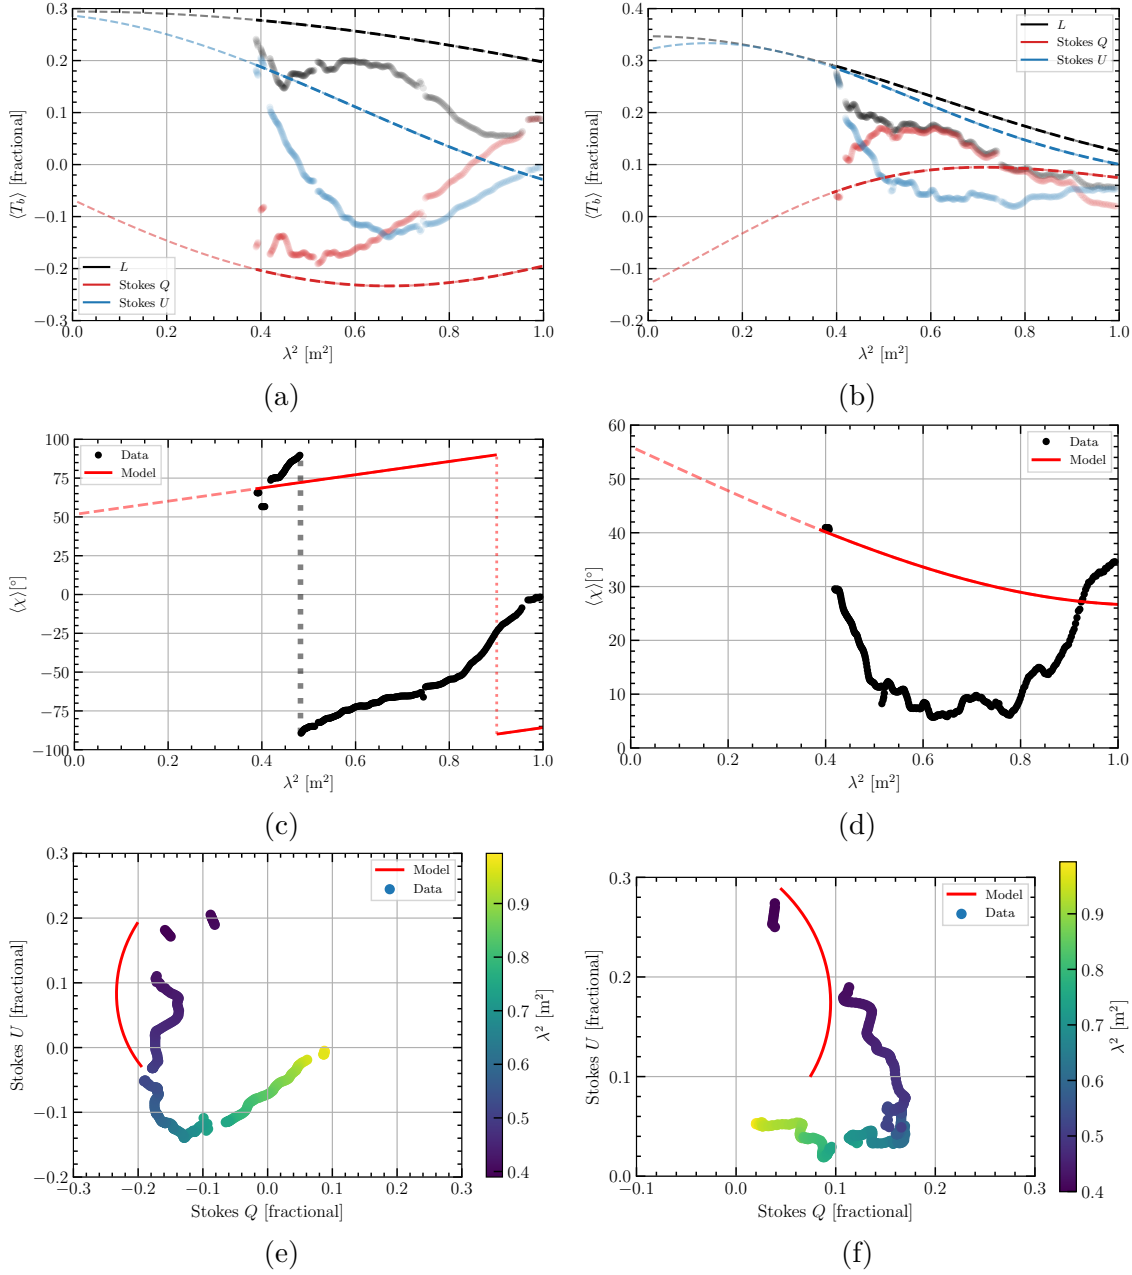 0.3
0.2
0.1
0.0
−0.1
−0.2
−0.3
⟨T_b⟩ [fractional]
L
Stokes Q
Stokes U
0.0 0.2 0.4 0.6 0.8 1.0
λ² [m²]
(a)
0.4
0.3
0.2
0.1
0.0
−0.1
−0.2
⟨T_b⟩ [fractional]
L
Stokes Q
Stokes U
0.0 0.2 0.4 0.6 0.8 1.0
λ² [m²]
(b)
100
75
50
25
0
−25
−50
−75
−100
⟨χ⟩[°]
Data
Model
0.0 0.2 0.4 0.6 0.8 1.0
λ² [m²]
(c)
60
50
40
30
20
10
0
⟨χ⟩[°]
Data
Model
0.0 0.2 0.4 0.6 0.8 1.0
λ² [m²]
(d)
0.3
0.2
0.1
0.0
−0.1
−0.2
Stokes U [fractional]
Model
Data
−0.3 −0.2 −0.1 0.0 0.1 0.2 0.3
Stokes Q [fractional]
0.9
0.8
0.7
0.6
0.5
0.4
λ² [m²]
(e)
0.3
0.2
0.1
0.0
Stokes U [fractional]
Model
Data
−0.1 0.0 0.1 0.2 0.3
Stokes Q [fractional]
0.9
0.8
0.7
0.6
0.5
0.4
λ² [m²]
(f)